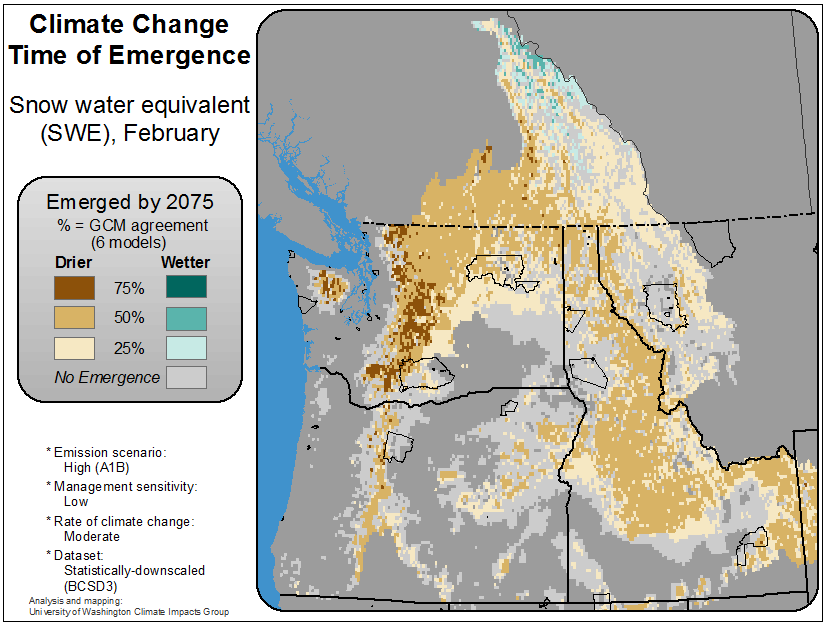 Climate Change
Time of Emergence
Snow water equivalent
(SWE), February
Emerged by 2075
% = GCM agreement
(6 models)
Drier Wetter
75%
50%
25%
No Emergence
* Emission scenario:
High (A1B)
* Management sensitivity:
Low
* Rate of climate change:
Moderate
* Dataset:
Statistically-downscaled
(BCSD3)
Analysis and mapping:
University of Washington Climate Impacts Group